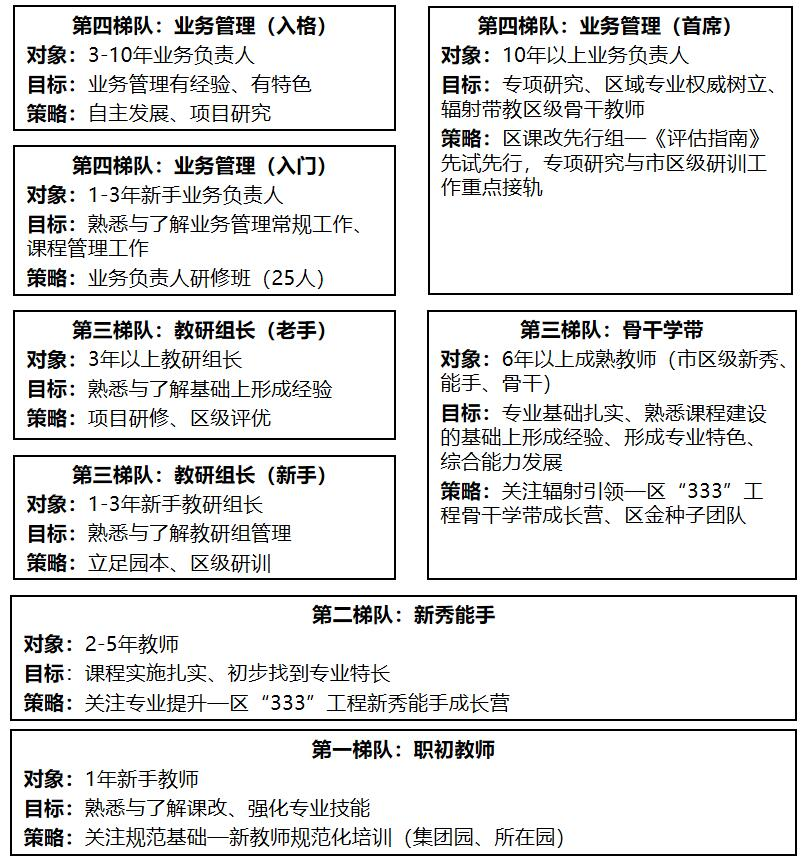 第四梯队：业务管理（入格）
对象：3-10年业务负责人
目标：业务管理有经验、有特色
策略：自主发展、项目研究
第四梯队：业务管理（首席）
对象：10年以上业务负责人
目标：专项研究、区域专业权威树立、
辐射带教区级骨干教师
策略：区课改先行组—《评估指南》
先试先行，专项研究与市区级研训工
作重点接轨
第四梯队：业务管理（入门）
对象：1-3年新手业务负责人
目标：熟悉与了解业务管理常规工作、
课程管理工作
策略：业务负责人研修班（25人）
第三梯队：教研组长（老手）
对象：3年以上教研组长
目标：熟悉与了解基础上形成经验
策略：项目研修、区级评优
第三梯队：骨干学带
对象：6年以上成熟教师（市区级新秀、
能手、骨干）
目标：专业基础扎实、熟悉课程建设
的基础上形成经验、形成专业特色、
综合能力发展
策略：关注辐射引领—区“333”工
程骨干学带成长营、区金种子团队
第三梯队：教研组长（新手）
对象：1-3年新手教研组长
目标：熟悉与了解教研组管理
策略：立足园本、区级研训
第二梯队：新秀能手
对象：2-5年教师
目标：课程实施扎实、初步找到专业特长
策略：关注专业提升—区“333”工程新秀能手成长营
第一梯队：职初教师
对象：1年新手教师
目标：熟悉与了解课改、强化专业技能
策略：关注规范基础—新教师规范化培训（集团园、所在园）